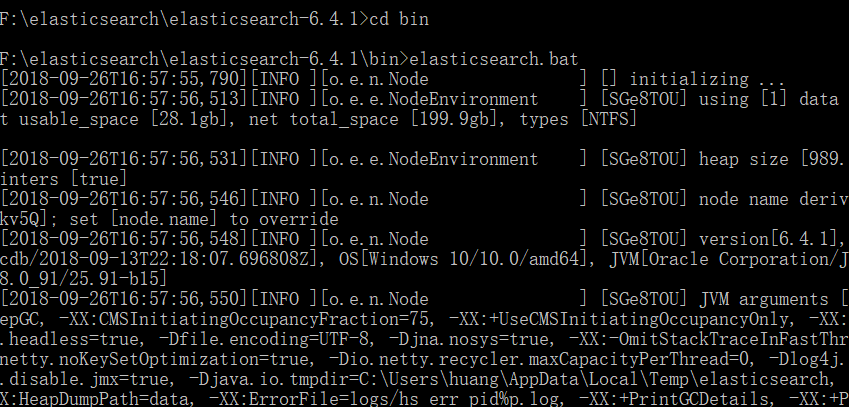 F:\elasticsearch\elasticsearch-6.4.1>cd bin
F:\elasticsearch\elasticsearch-6.4.1\bin>elasticsearch.bat
[2018-09-26T16:57:55,790][INFO ][o.e.n.Node               ] [] initializing ...
[2018-09-26T16:57:56,513][INFO ][o.e.e.NodeEnvironment    ] [SGe8TOU] using [1] data
t usable_space [28.1gb], net total_space [199.9gb], types [NTFS]
[2018-09-26T16:57:56,531][INFO ][o.e.e.NodeEnvironment    ] [SGe8TOU] heap size [989.
inters [true]
[2018-09-26T16:57:56,546][INFO ][o.e.n.Node               ] [SGe8TOU] node name deriv
kv5Q]; set [node.name] to override
[2018-09-26T16:57:56,548][INFO ][o.e.n.Node               ] [SGe8TOU] version[6.4.1],
cdb/2018-09-13T22:18:07.696808Z], OS[Windows 10/10.0/amd64], JVM[Oracle Corporation/J
8.0_91/25.91-b15]
[2018-09-26T16:57:56,550][INFO ][o.e.n.Node               ] [SGe8TOU] JVM arguments [
epGC, -XX:CMSInitiatingOccupancyFraction=75, -XX:+UseCMSInitiatingOccupancyOnly, -XX:
.headless=true, -Dfile.encoding=UTF-8, -Djna.nosys=true, -XX:-OmitStackTraceInFastThr
netty.noKeySetOptimization=true, -Dio.netty.recycler.maxCapacityPerThread=0, -Dlog4j.
.disable.jmx=true, -Djava.io.tmpdir=C:\Users\huang\AppData\Local\Temp\elasticsearch,
X:HeapDumpPath=data, -XX:ErrorFile=logs/hs_err_pid%p.log, -XX:+PrintGCDetails, -XX:+P